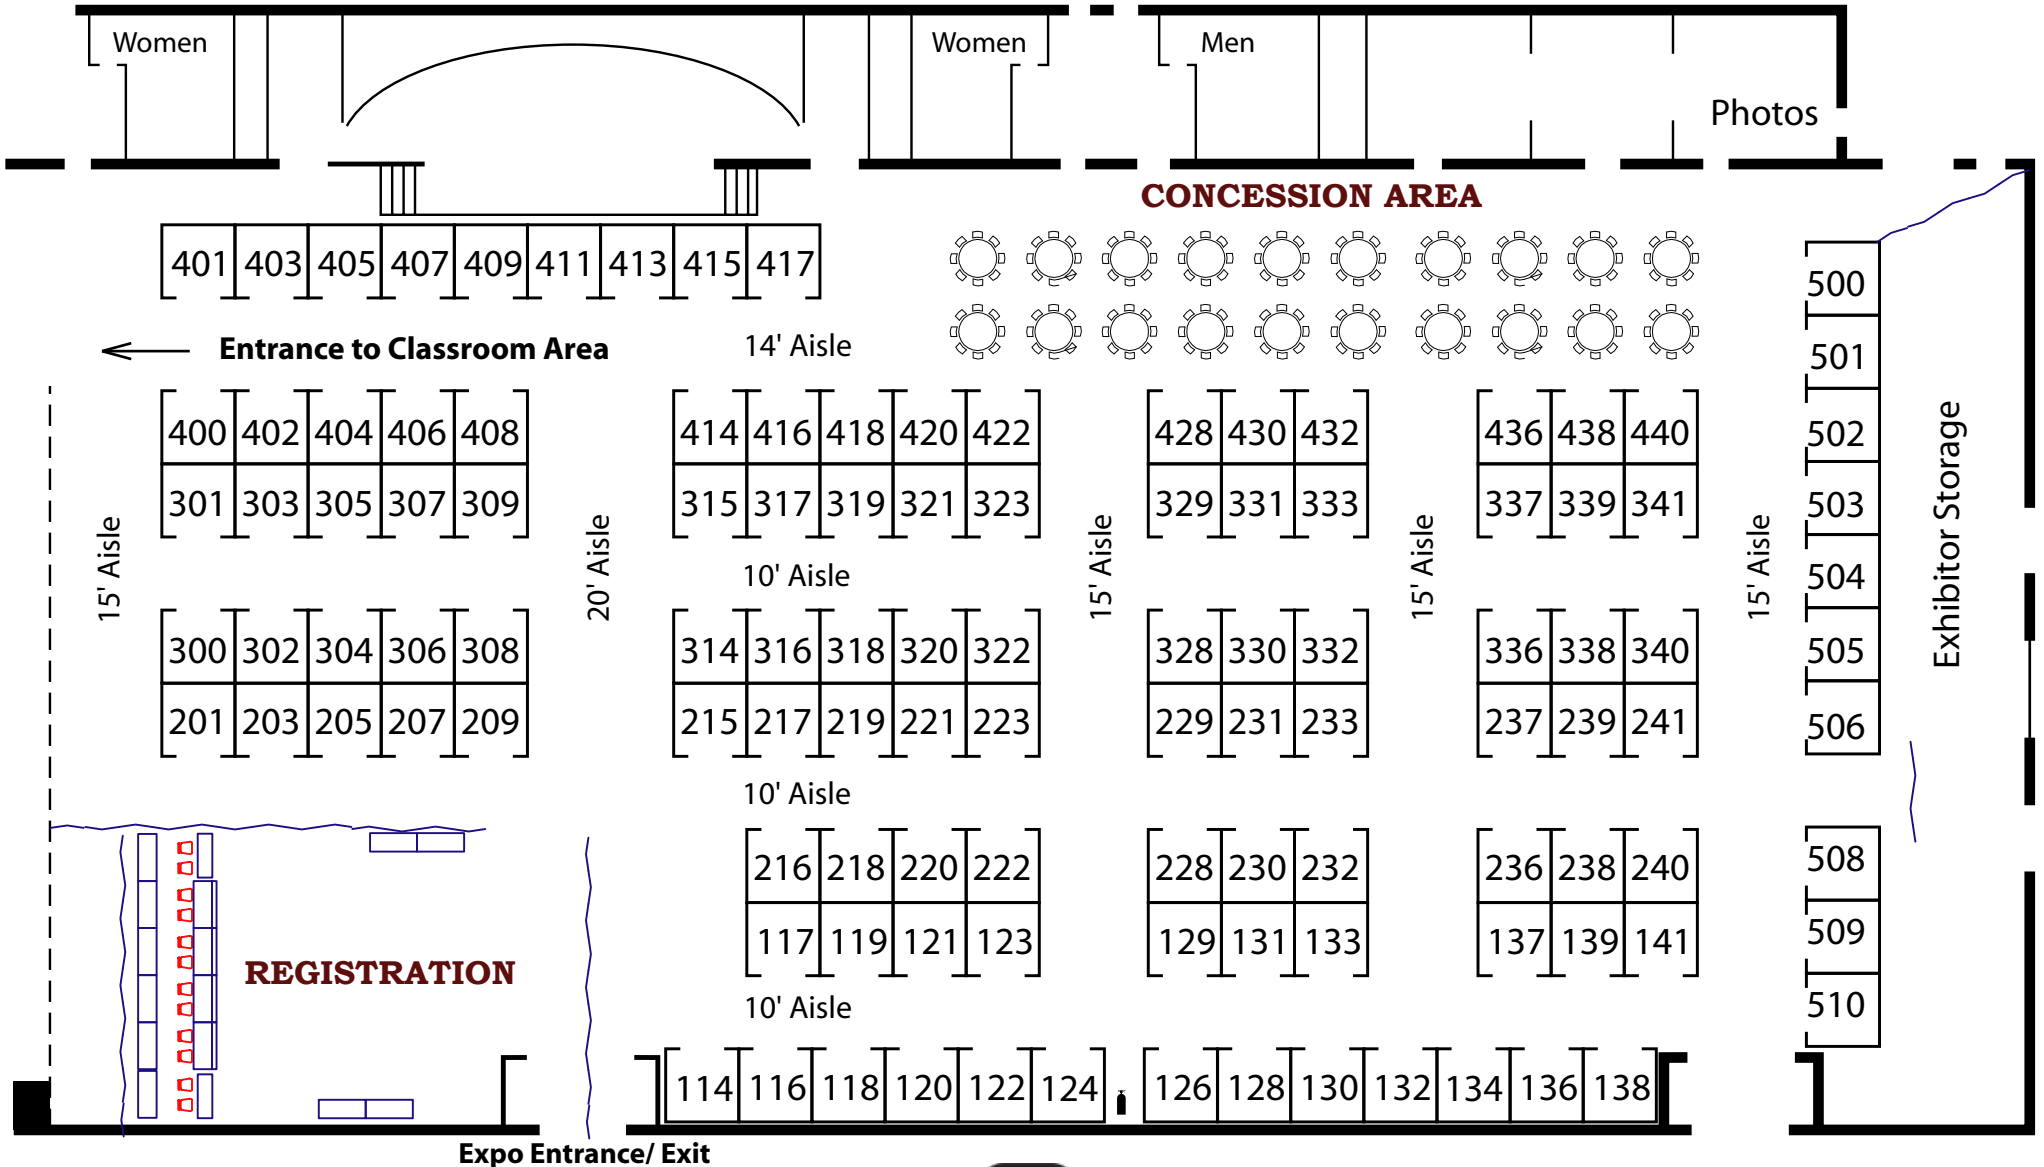 Women
Women
Men
Photos
CONCESSION AREA
401 403 405 407 409 411 413 415 417
500
Entrance to Classroom Area
14' Aisle
501
400 402 404 406 408
414 416 418 420 422
428 430 432
436 438 440
502
301 303 305 307 309
315 317 319 321 323
329 331 333
337 339 341
503
15' Aisle
20' Aisle
10' Aisle
15' Aisle
15' Aisle
15' Aisle
504
Exhibitor Storage
300 302 304 306 308
314 316 318 320 322
328 330 332
336 338 340
505
201 203 205 207 209
215 217 219 221 223
229 231 233
237 239 241
506
10' Aisle
216 218 220 222
228 230 232
236 238 240
508
117 119 121 123
129 131 133
137 139 141
509
REGISTRATION
10' Aisle
510
114 116 118 120 122 124
126 128 130 132 134 136 138
Expo Entrance/ Exit